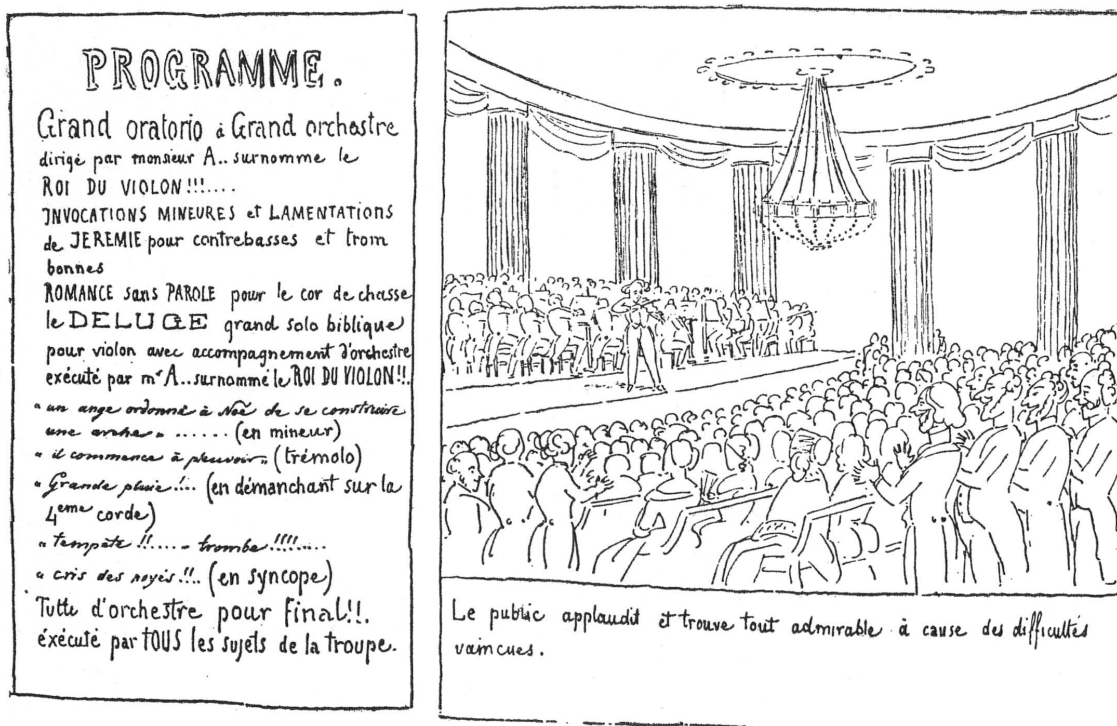 PROGRAMME.
Grand oratorio à Grand orchestre
dirigé par monsieur A.. surnomme le
ROI DU VIOLON!!!....
INVOCATIONS MINEURES et LAMENTATIONS
de JEREMIE pour contrebasses et trom
bonnes
ROMANCE sans PAROLE pour le cor de chasse
le DELUGE grand solo biblique
pour violon avec accompagnement d'orchestre
exécuté par mr A.. surnommé le ROI DU VIOLON!!.
" un ange ordonne à Noë de se construire
une arche " ...... (en mineur)
" il commence à pleuvoir " (trémolo)
" Grande pluie!... (en démanchant sur la
4eme corde)
" tempête !!..... " trombe !!!!....
" cris des noyés!!.. (en syncope)
Tutti d'orchestre pour final!!.
éxécuté par tOUS les sujets de la troupe.
Le public applaudit et trouve tout admirable à cause des difficultés
vaincues.